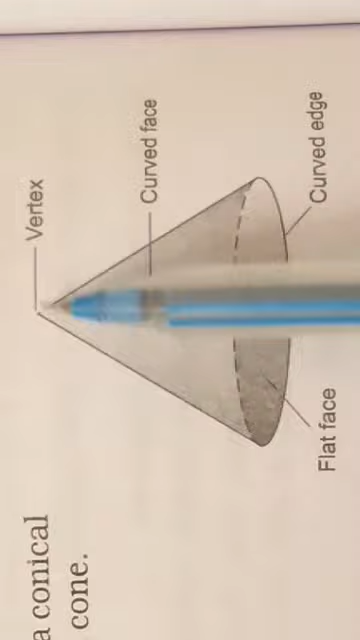 Vertex
Curved face
Curved edge
Flat face
a conical
cone.